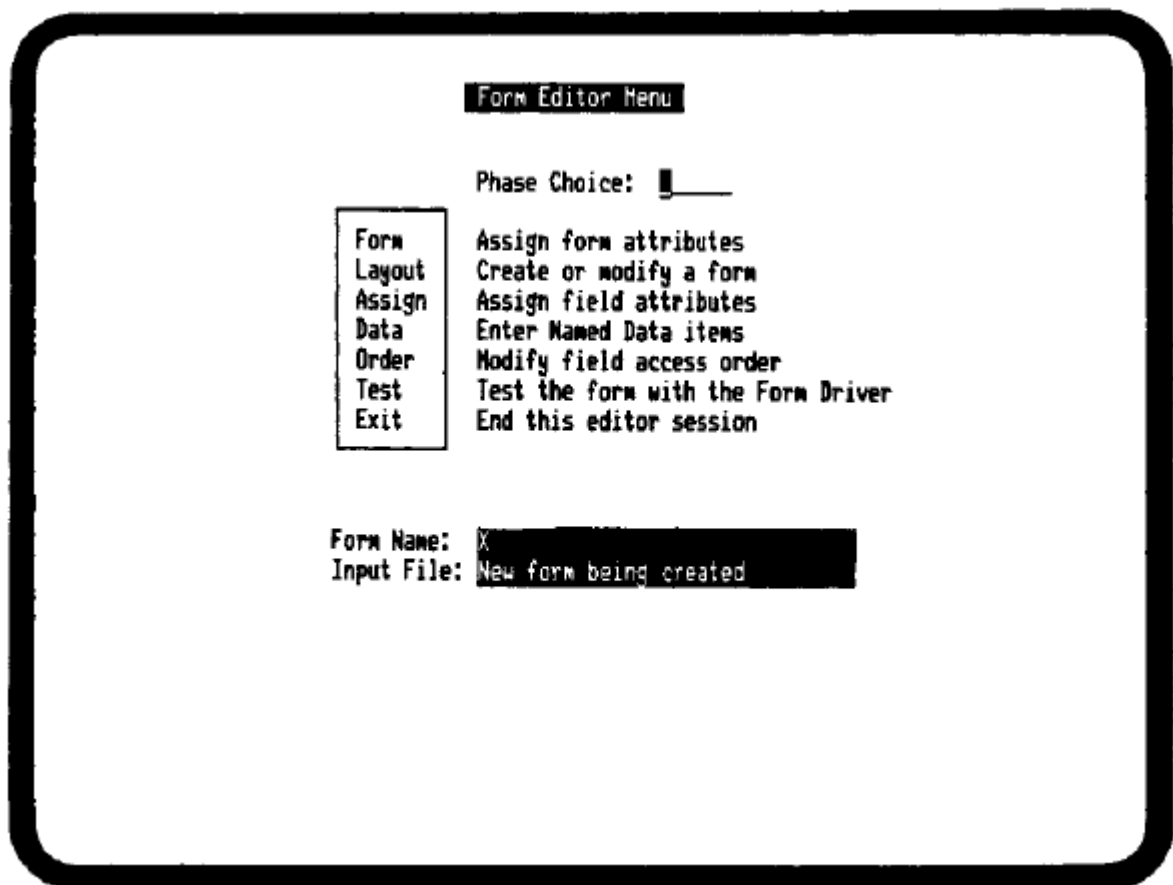 Form Editor Menu
Phase Choice:
Form Assign form attributes
Layout Create or modify a form
Assign Assign field attributes
Data Enter Named Data items
Order Modify field access order
Test Test the form with the Form Driver
Exit End this editor session
Form Name: X
Input File: New form being created